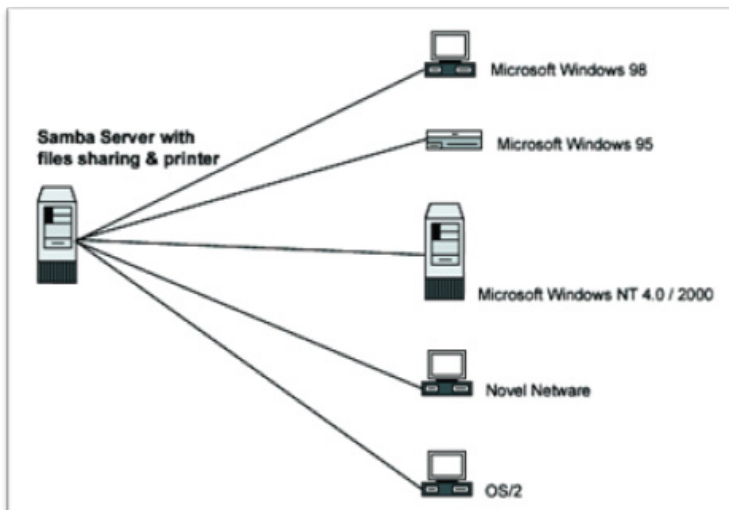 Microsoft Windows 98
Samba Server with
files sharing & printer
Microsoft Windows 95
Microsoft Windows NT 4.0 / 2000
Novel Netware
OS/2